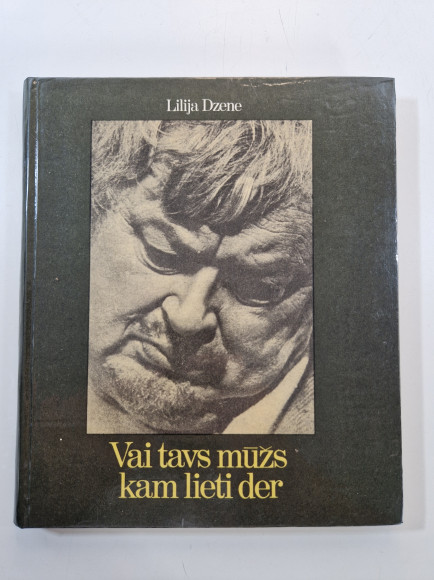 Lilija Dzene
Vai tavs mūžs
kam lieti der